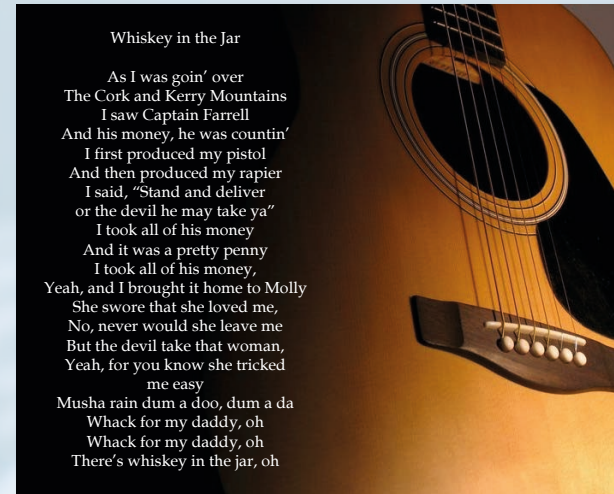 Whiskey in the Jar
As I was goin’ over
The Cork and Kerry Mountains
I saw Captain Farrell
And his money, he was countin’
I first produced my pistol
And then produced my rapier
I said, “Stand and deliver
or the devil he may take ya”
I took all of his money
And it was a pretty penny
I took all of his money,
Yeah, and I brought it home to Molly
She swore that she loved me,
No, never would she leave me
But the devil take that woman,
Yeah, for you know she tricked
me easy
Musha rain dum a doo, dum a da
Whack for my daddy, oh
Whack for my daddy, oh
There’s whiskey in the jar, oh